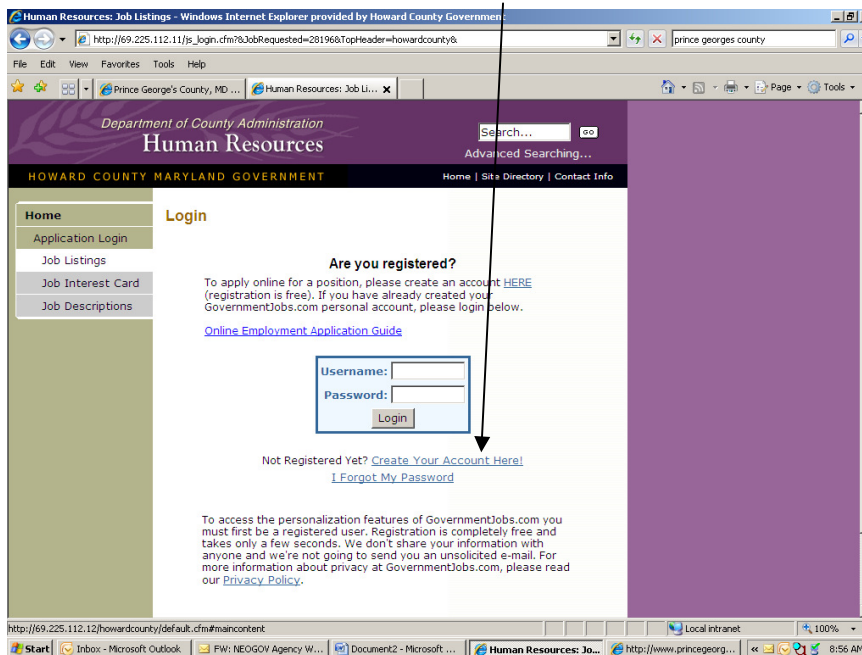 Human Resources: Job Listings - Windows Internet Explorer provided by Howard County Government
http://69.225.112.11/js_login.cfm?&JobRequested=28196&TopHeader=howardcounty&
prince georges county
File Edit View Favorites Tools Help
Prince George's County, MD ... Human Resources: Job Li... Page Tools
Department of County Administration
Human Resources
Search... GO
Advanced Searching...
HOWARD COUNTY MARYLAND GOVERNMENT Home | Site Directory | Contact Info
Home
Application Login
Job Listings
Job Interest Card
Job Descriptions
Login
Are you registered?
To apply online for a position, please create an account HERE
(registration is free). If you have already created your
GovernmentJobs.com personal account, please login below.
Online Employment Application Guide
Username:
Password:
Login
Not Registered Yet? Create Your Account Here!
I Forgot My Password
To access the personalization features of GovernmentJobs.com you
must first be a registered user. Registration is completely free and
takes only a few seconds. We don't share your information with
anyone and we're not going to send you an unsolicited e-mail. For
more information about privacy at GovernmentJobs.com, please read
our Privacy Policy.
http://69.225.112.12/howardcounty/default.cfm#maincontent Local intranet 100%
Start Inbox - Microsoft Outlook FW: NEOGOV Agency W... Document2 - Microsoft ... Human Resources: Jo... http://www.princegeorg... 8:56 AM